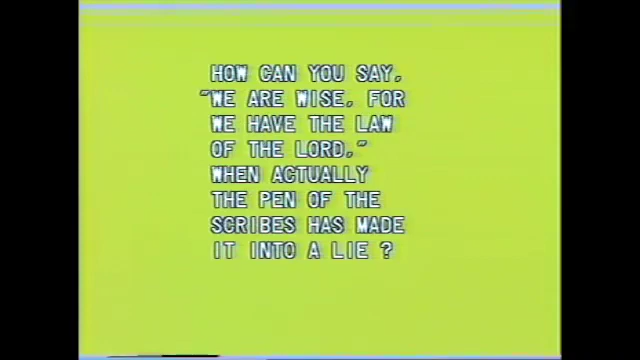 HOW CAN YOU SAY,
"WE ARE WISE, FOR
WE HAVE THE LAW
OF THE LORD,"
WHEN ACTUALLY
THE PEN OF THE
SCRIBES HAS MADE
IT INTO A LIE ?